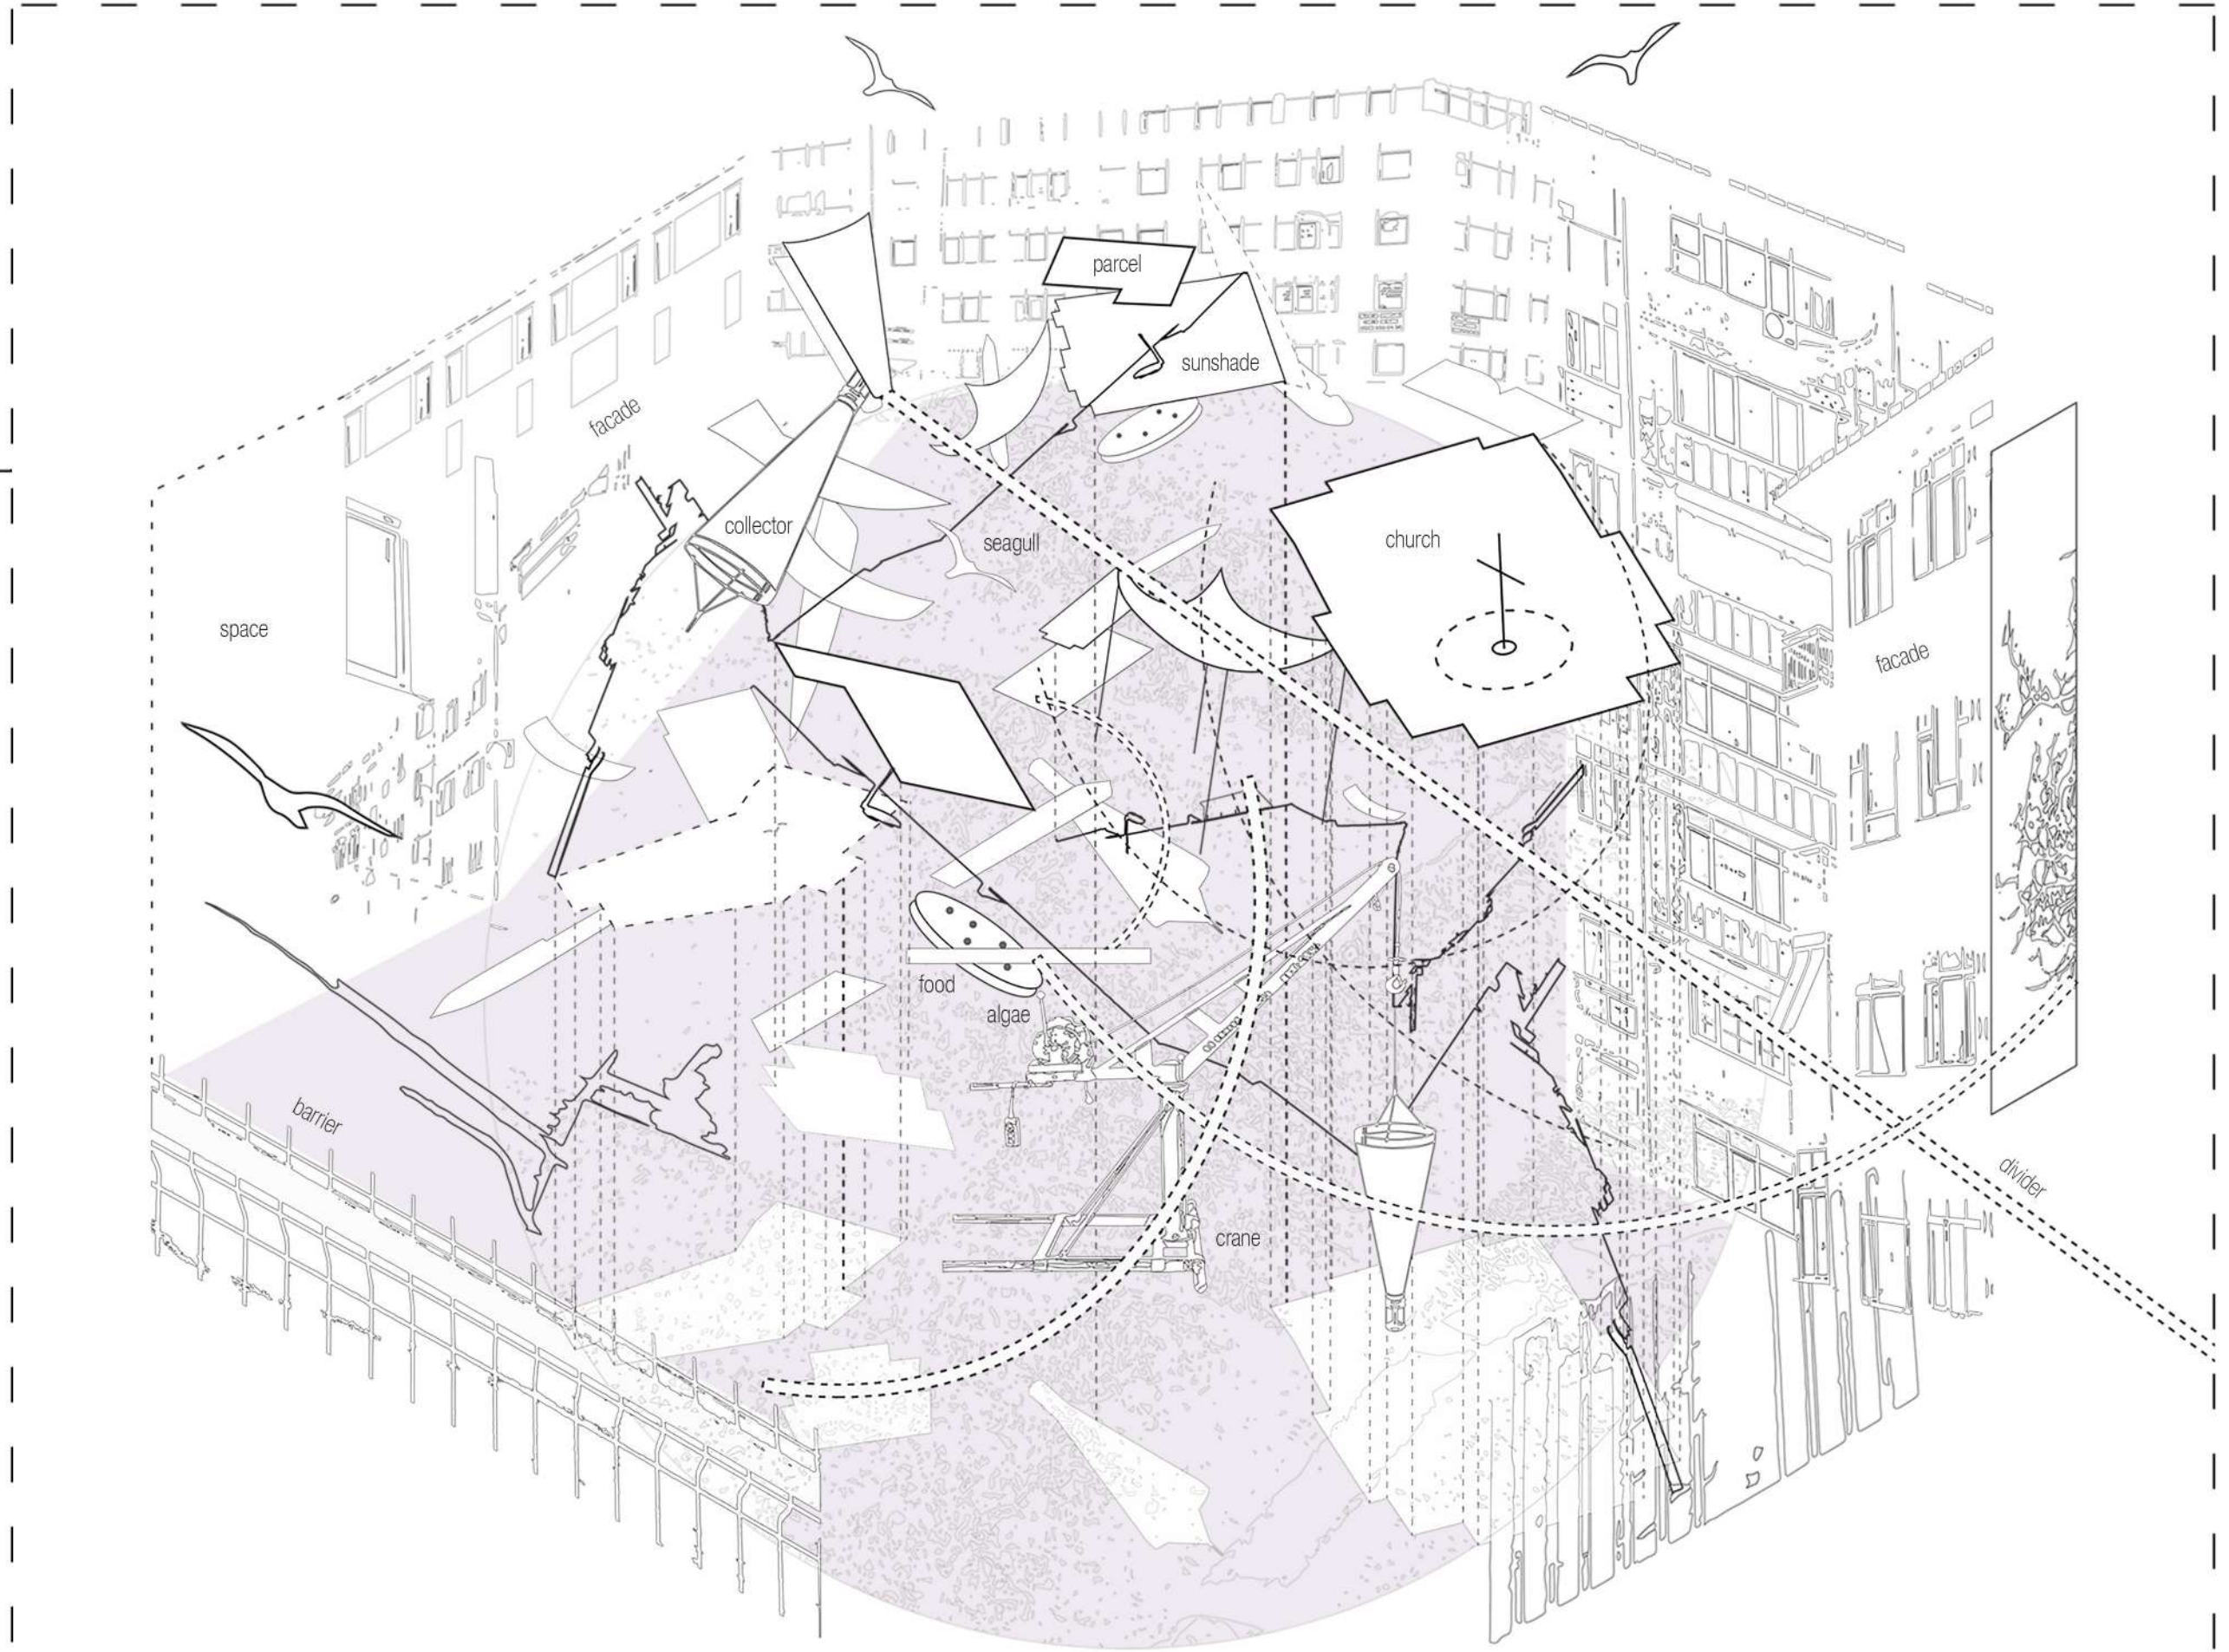 parcel
sunshade
facade
collector
seagull
church
space
facade
food
algae
barrier
divider
crane